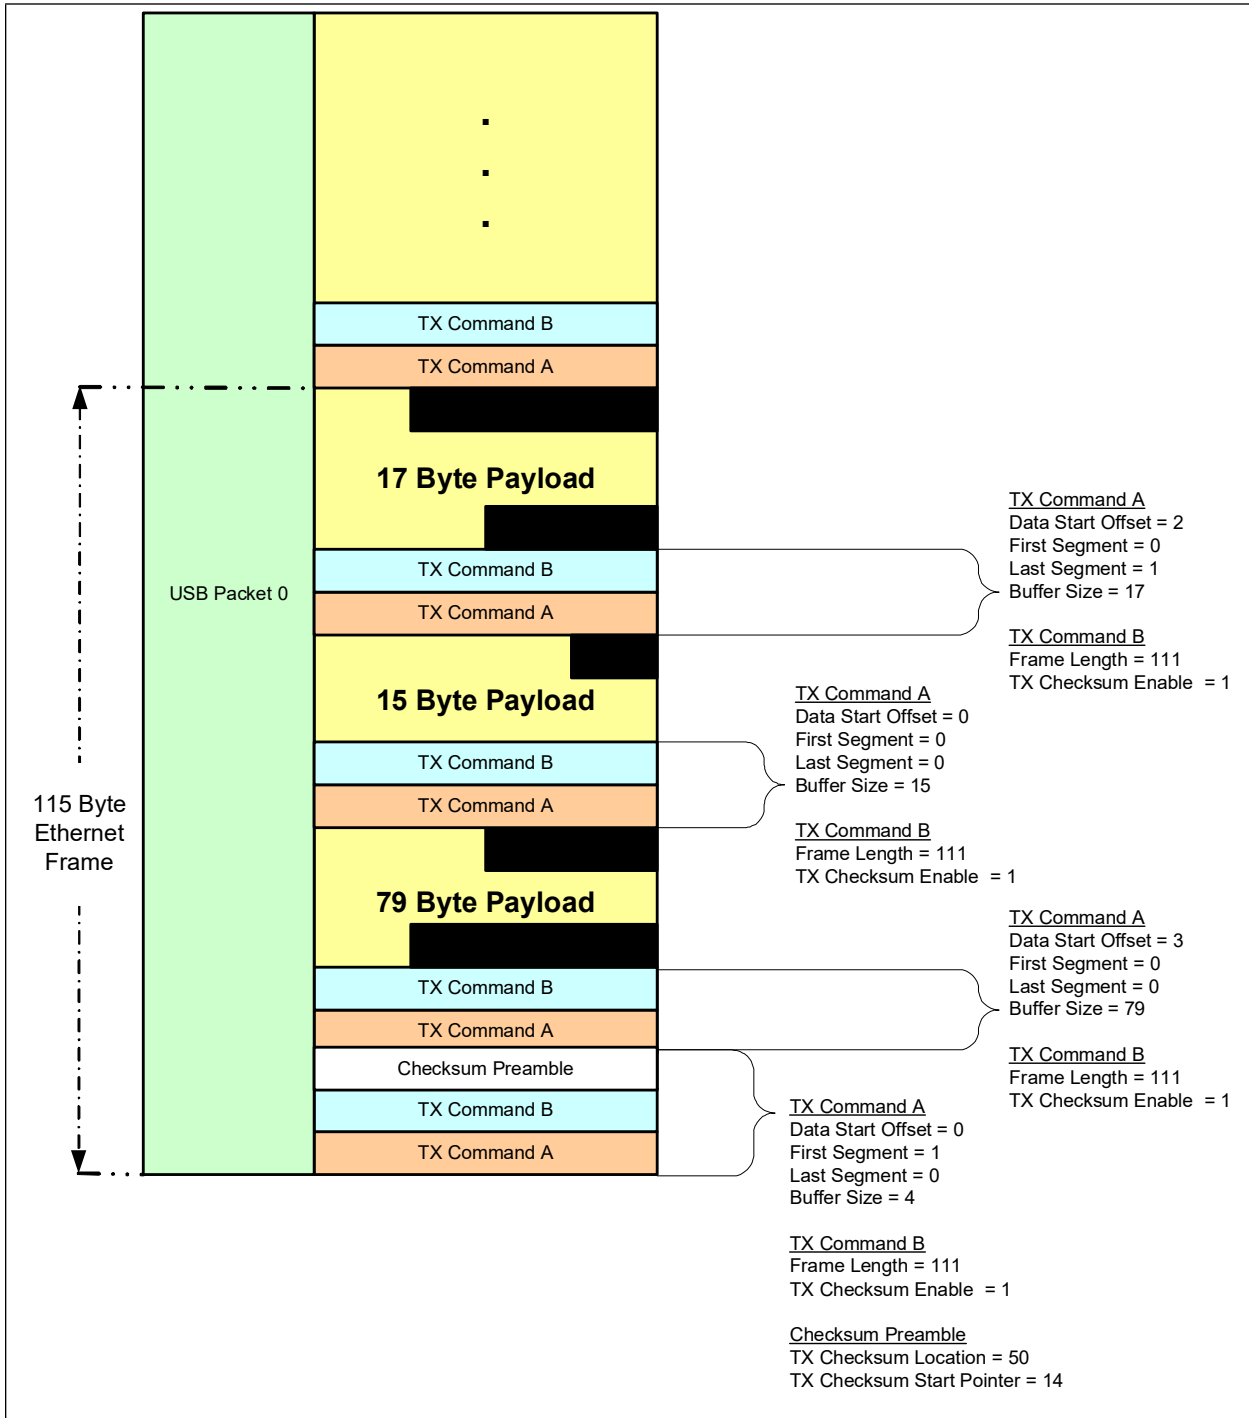 TX Command B
TX Command A
17 Byte Payload
TX Command B
USB Packet 0
TX Command A
15 Byte Payload
TX Command B
TX Command A
115 Byte
Ethernet
Frame
79 Byte Payload
TX Command B
TX Command A
Checksum Preamble
TX Command B
TX Command A
TX Command A
Data Start Offset = 2
First Segment = 0
Last Segment = 1
Buffer Size = 17
TX Command B
Frame Length = 111
TX Checksum Enable = 1
TX Command A
Data Start Offset = 0
First Segment = 0
Last Segment = 0
Buffer Size = 15
TX Command B
Frame Length = 111
TX Checksum Enable = 1
TX Command A
Data Start Offset = 3
First Segment = 0
Last Segment = 0
Buffer Size = 79
TX Command B
Frame Length = 111
TX Checksum Enable = 1
TX Command A
Data Start Offset = 0
First Segment = 1
Last Segment = 0
Buffer Size = 4
TX Command B
Frame Length = 111
TX Checksum Enable = 1
Checksum Preamble
TX Checksum Location = 50
TX Checksum Start Pointer = 14